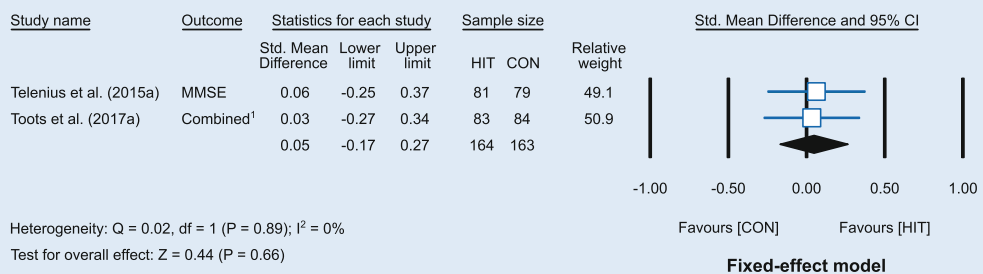 Study name Outcome Statistics for each study Sample size Std. Mean Difference and 95% CI
Std. Mean Difference Lower limit Upper limit HIT CON Relative weight
Telenius et al. (2015a) MMSE 0.06 -0.25 0.37 81 79 49.1
Toots et al. (2017a) Combined¹ 0.03 -0.27 0.34 83 84 50.9
0.05 -0.17 0.27 164 163
-1.00 -0.50 0.00 0.50 1.00
Favours [CON] Favours [HIT]
Heterogeneity: Q = 0.02, df = 1 (P = 0.89); I² = 0%
Test for overall effect: Z = 0.44 (P = 0.66)
Fixed-effect model